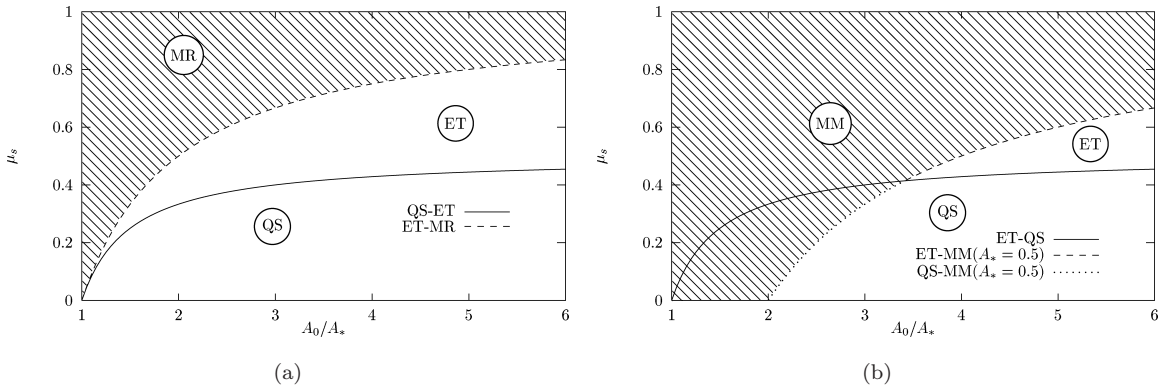 1
0.8
0.6
0.4
0.2
0
μs
MR
ET
QS
QS-ET
ET-MR
1 2 3 4 5 6
A0/A∗
(a)
1
0.8
0.6
0.4
0.2
0
μs
MM
ET
QS
ET-QS
ET-MM(A∗ = 0.5)
QS-MM(A∗ = 0.5)
1 2 3 4 5 6
A0/A∗
(b)